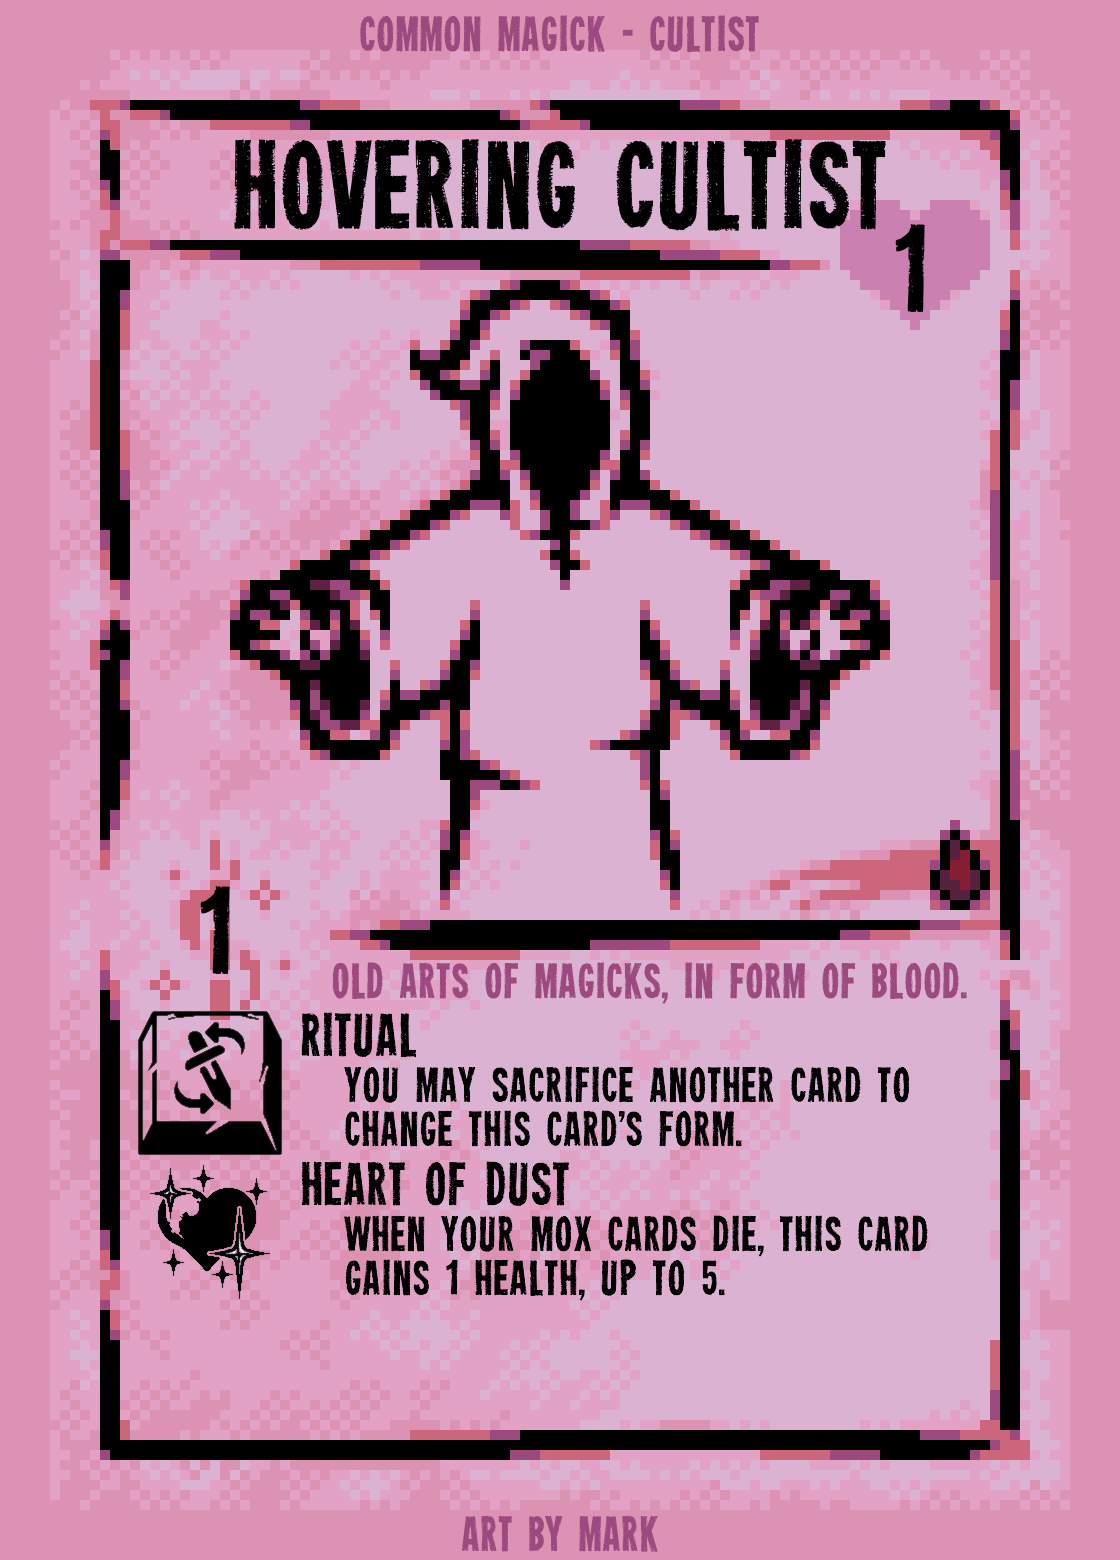 COMMON MAGICK - CULTIST
HOVERING CULTIST
1
1
OLD ARTS OF MAGICKS, IN FORM OF BLOOD.
RITUAL
YOU MAY SACRIFICE ANOTHER CARD TO
CHANGE THIS CARD'S FORM.
HEART OF DUST
WHEN YOUR MOX CARDS DIE, THIS CARD
GAINS 1 HEALTH, UP TO 5.
ART BY MARK